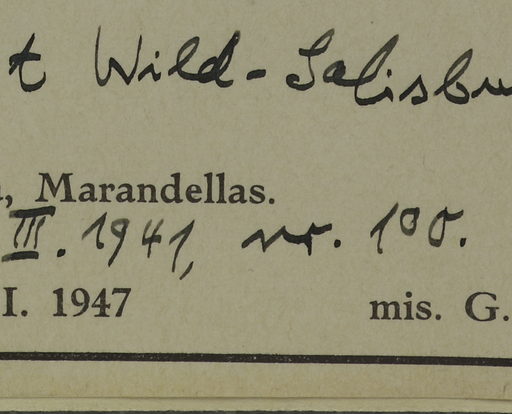 t Wild-Salisbu
, Marandellas.
III. 1941, nr. 100.
I. 1947 mis. G.